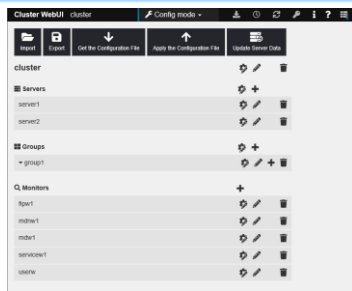 Cluster WebUI cluster Config mode
Import Export Get the Configuration File Apply the Configuration File Update Server Data
cluster
Servers
server1
server2
Groups
group1
Monitors
fipw1
mdnw1
mdw1
servicew1
userw